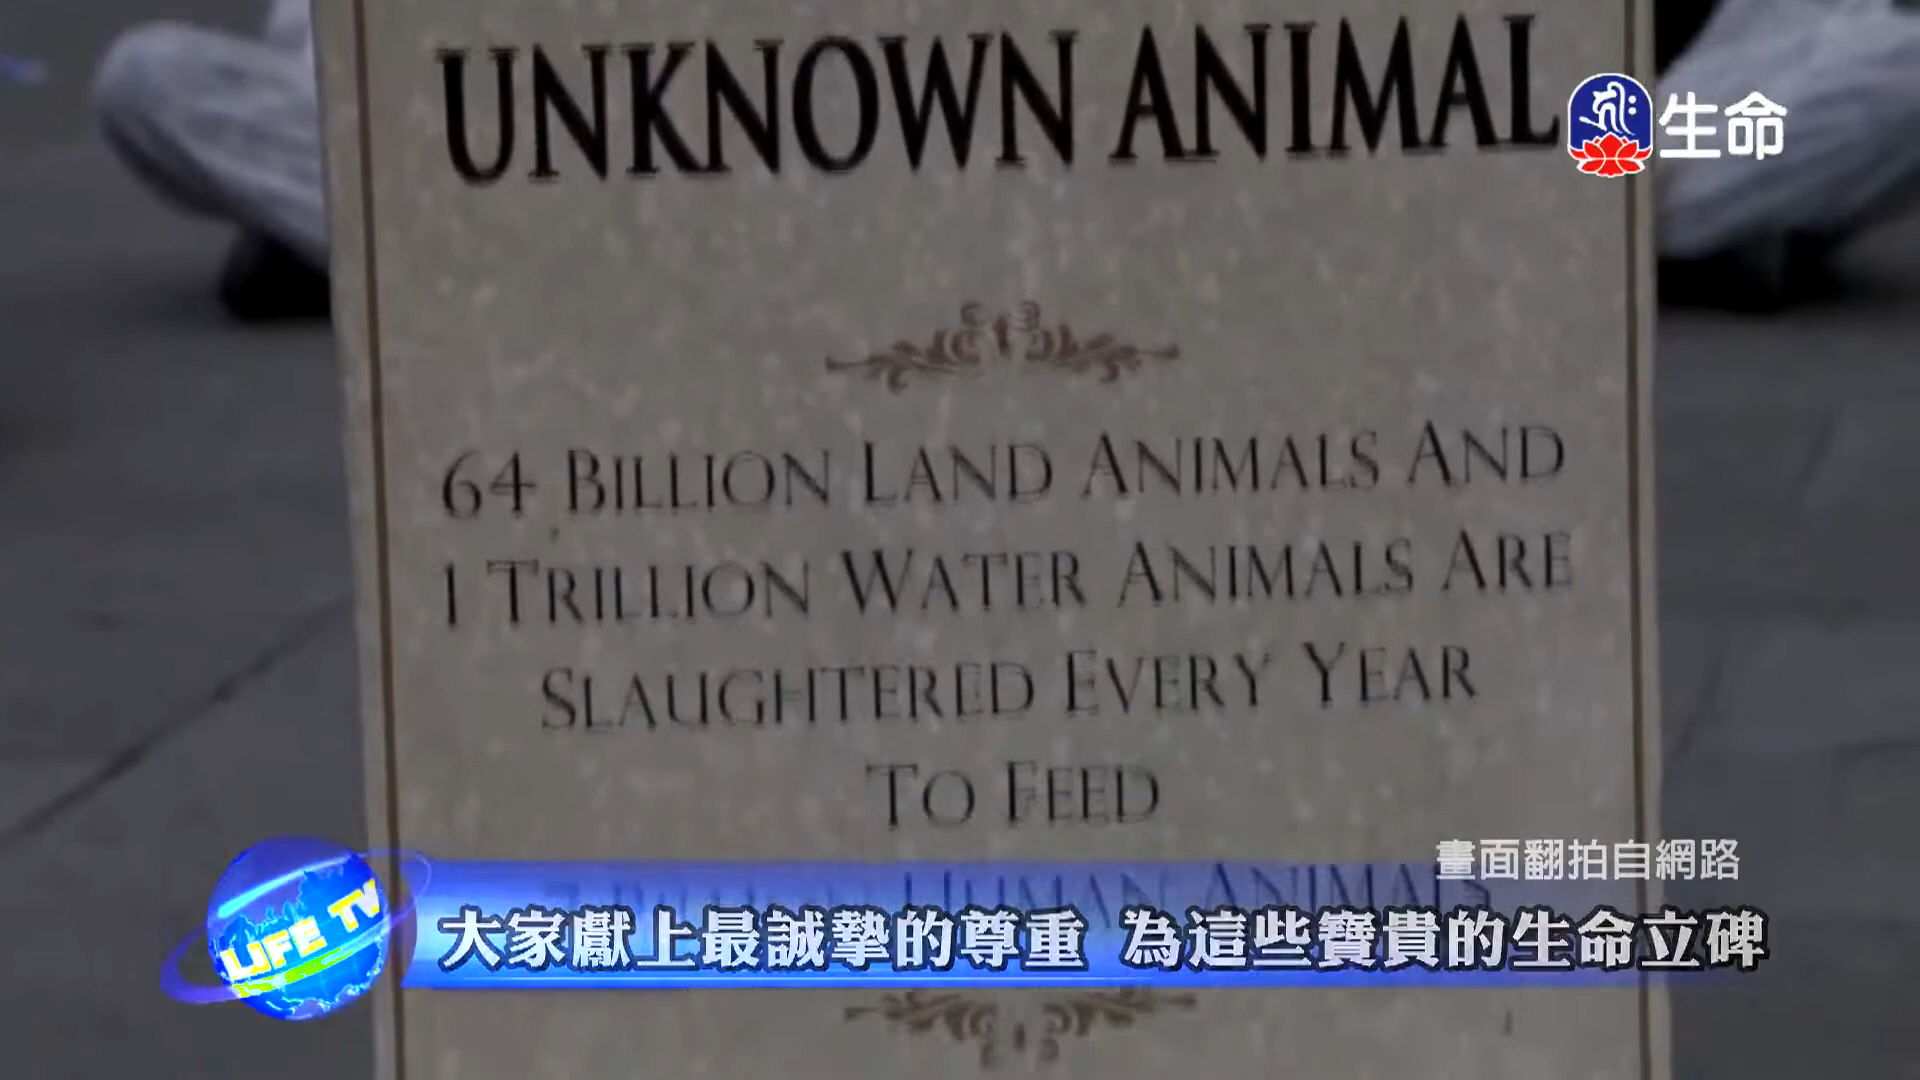 UNKNOWN ANIMAL
生命
64 BILLION LAND ANIMALS AND
1 TRILLION WATER ANIMALS ARE
SLAUGHTERED EVERY YEAR
TO FEED
畫面翻拍自網路
HUMAN ANIMALS
LIFE TV
大家獻上最誠摯的尊重 為這些寶貴的生命立碑